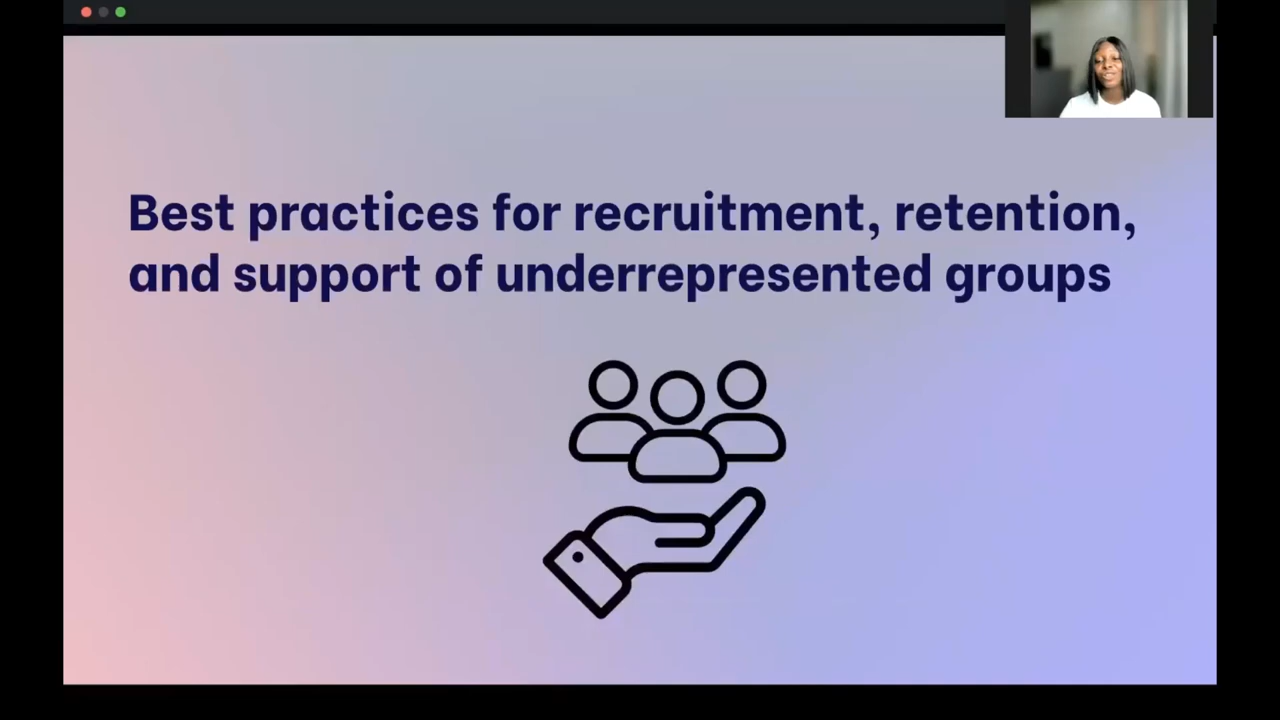 Best practices for recruitment, retention,
and support of underrepresented groups